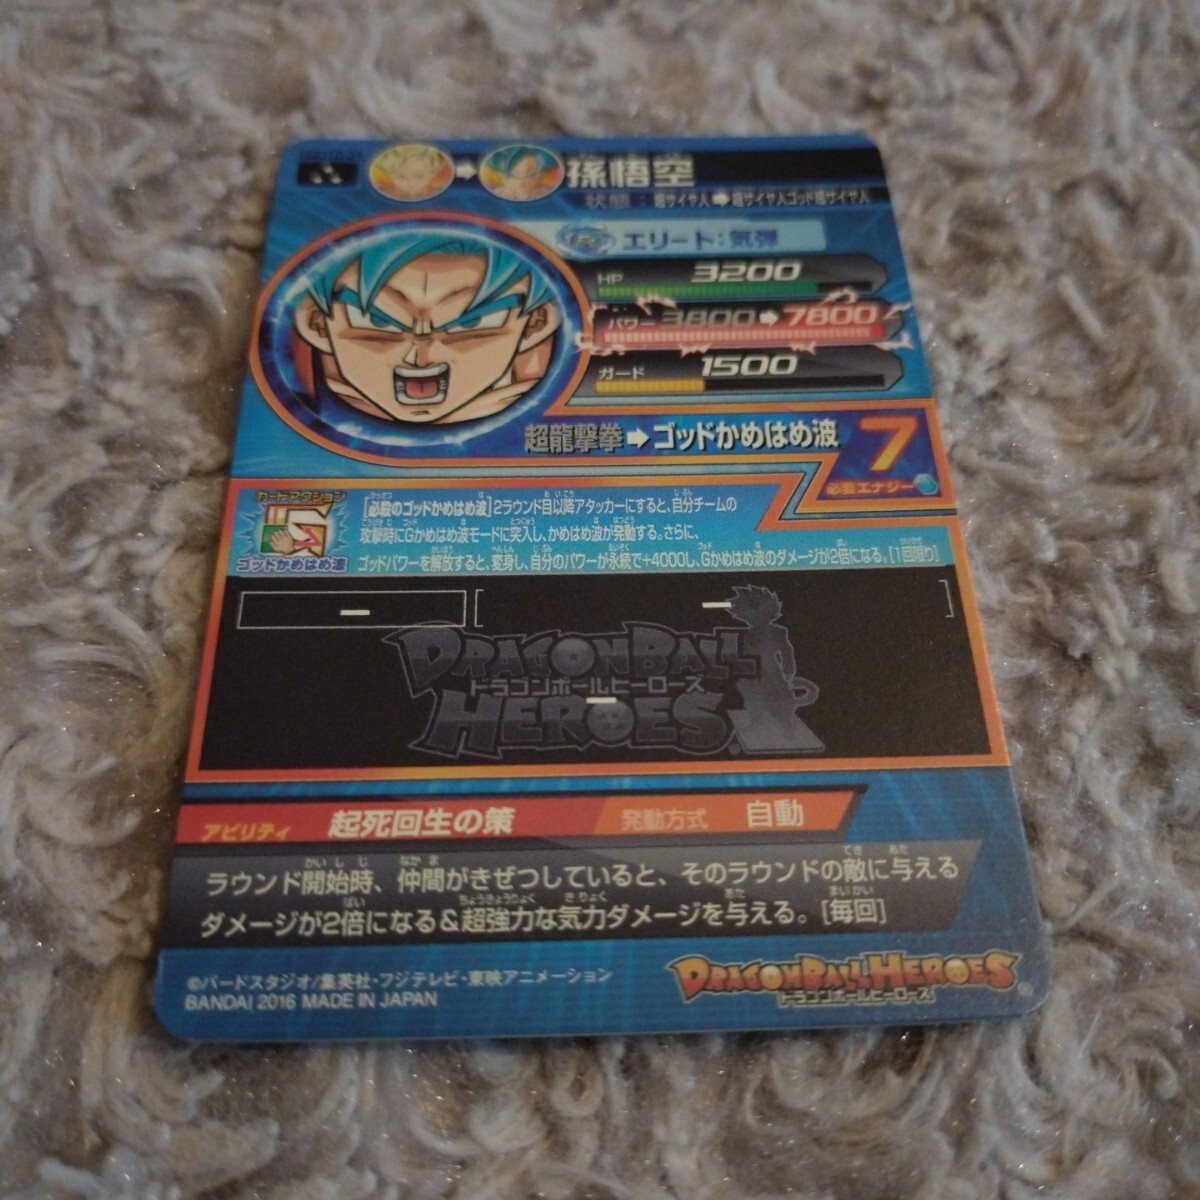 孫悟空
状態：超サイヤ人➡超サイヤ人ゴッド超サイヤ人
エリート：気弾
HP 3200
パワー 3800➡7800
ガード 1500
超龍撃拳➡ゴッドかめはめ波
7
必要エナジー
カードアクション
ゴッドかめはめ波
[必殺のゴッドかめはめ波]2ラウンド目以降アタッカーにすると、自分チームの
攻撃時にGかめはめ波モードに突入し、かめはめ波が発動する。さらに、
ゴッドパワーを解放すると、変身し、自分のパワーが永続で+4000し、Gかめはめ波のダメージが2倍になる。[1回限り]
ー [ ー ]
DRAGON BALL
ドラゴンボールヒーローズ
ー
HEROES
アビリティ 起死回生の策 発動方式 自動
ラウンド開始時、仲間がきぜつしていると、そのラウンドの敵に与える
ダメージが2倍になる&超強力な気力ダメージを与える。[毎回]
©バードスタジオ/集英社・フジテレビ・東映アニメーション
BANDAI 2016 MADE IN JAPAN
DRAGON BALL HEROES
ドラゴンボールヒーローズ